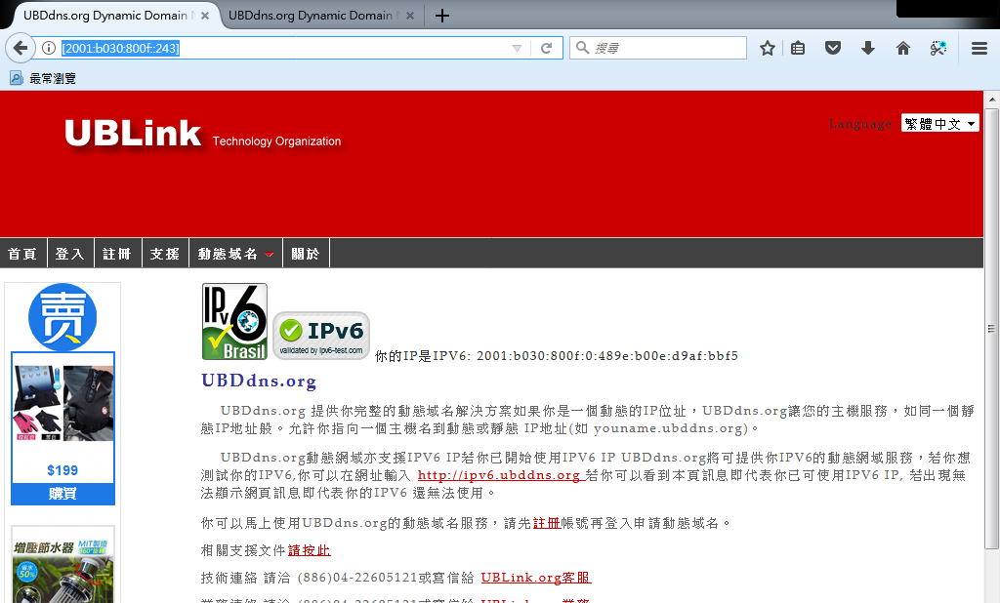 UBDdns.org Dynamic Domain
UBDdns.org Dynamic Domain
[2001:b030:800f::243]
搜尋
最常瀏覽
UBLink Technology Organization
Language: 繁體中文
首頁 登入 註冊 支援 動態域名 關於
賣
$199
購買
增壓節水器 MIT製造
360°旋轉
省水
50%
IPv6
Brasil
IPv6
validated by ipv6-test.com
你的IP是IPV6: 2001:b030:800f:0:489e:b00e:d9af:bbf5
UBDdns.org
UBDdns.org 提供你完整的動態域名解決方案如果你是一個動態的IP位址，UBDdns.org讓您的主機服務，如同一個靜
態IP地址般。允許你指向一個主機名到動態或靜態 IP地址(如 youname.ubddns.org)。
UBDdns.org動態網域亦支援IPV6 IP若你已開始使用IPV6 IP UBDdns.org將可提供你IPV6的動態網域服務，若你想
測試你的IPV6,你可以在網址輸入 http://ipv6.ubddns.org 若你可以看到本頁訊息即代表你已可使用IPV6 IP, 若出現無
法顯示網頁訊息即代表你的IPV6 還無法使用。
你可以馬上使用UBDdns.org的動態域名服務，請先註冊帳號再登入申請動態域名。
相關支援文件請按此
技術連絡 請洽 (886)04-22605121或寫信給 UBLink.org客服